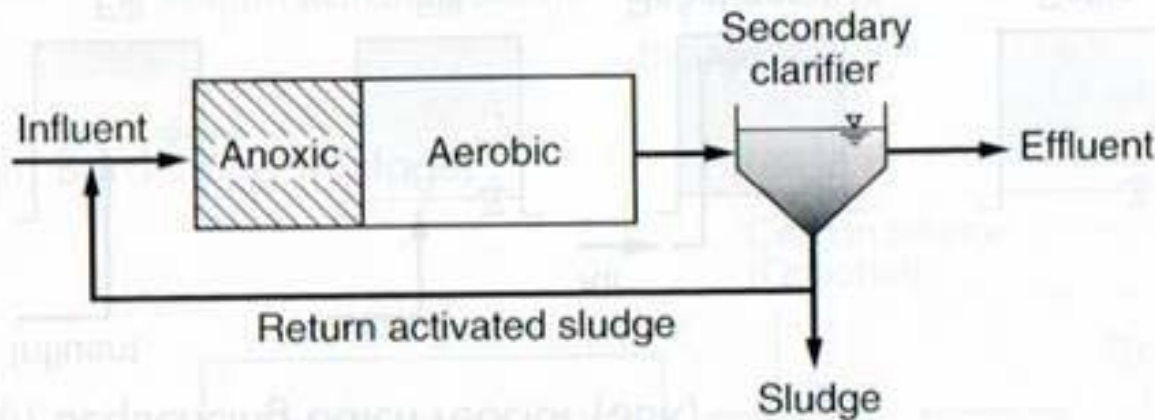 Secondary
clarifier
Influent
Anoxic
Aerobic
Effluent
Return activated sludge
Sludge